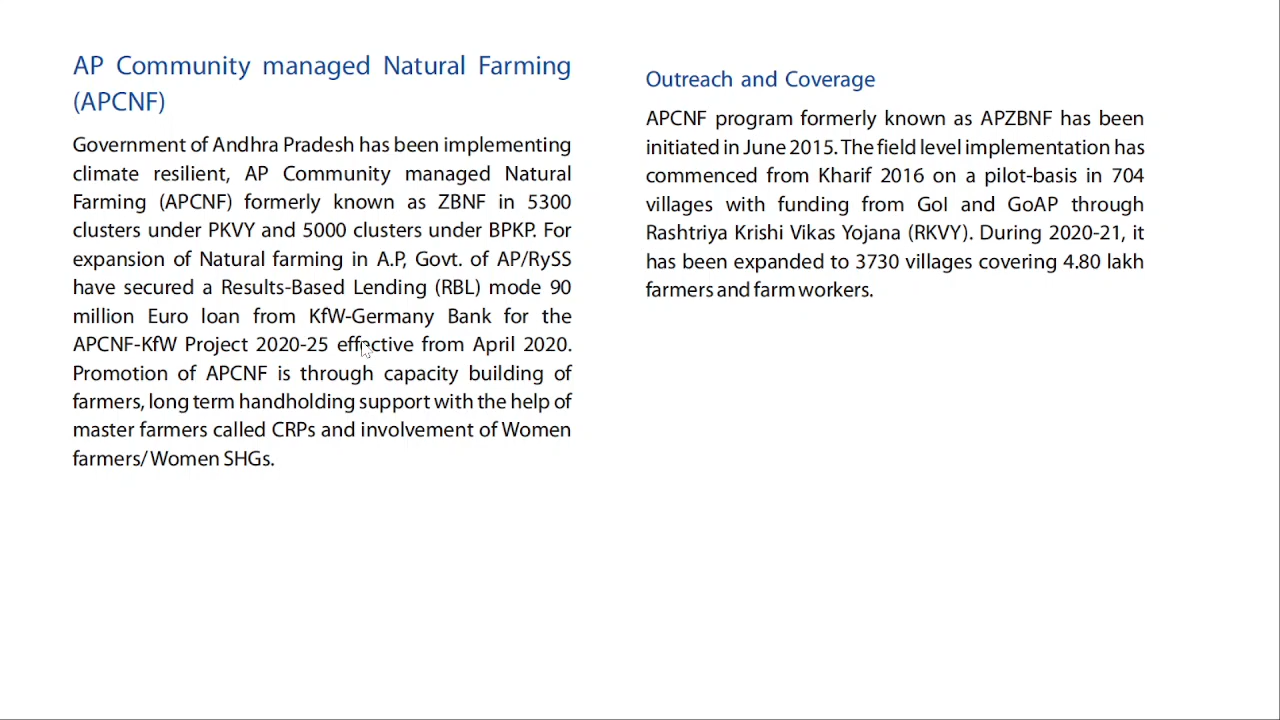 AP Community managed Natural Farming
(APCNF)
Government of Andhra Pradesh has been implementing
climate resilient, AP Community managed Natural
Farming (APCNF) formerly known as ZBNF in 5300
clusters under PKVY and 5000 clusters under BPKP. For
expansion of Natural farming in A.P, Govt. of AP/RySS
have secured a Results-Based Lending (RBL) mode 90
million Euro loan from KfW-Germany Bank for the
APCNF-KfW Project 2020-25 effective from April 2020.
Promotion of APCNF is through capacity building of
farmers, long term handholding support with the help of
master farmers called CRPs and involvement of Women
farmers/ Women SHGs.
Outreach and Coverage
APCNF program formerly known as APZBNF has been
initiated in June 2015. The field level implementation has
commenced from Kharif 2016 on a pilot-basis in 704
villages with funding from GoI and GoAP through
Rashtriya Krishi Vikas Yojana (RKVY). During 2020-21, it
has been expanded to 3730 villages covering 4.80 lakh
farmers and farm workers.